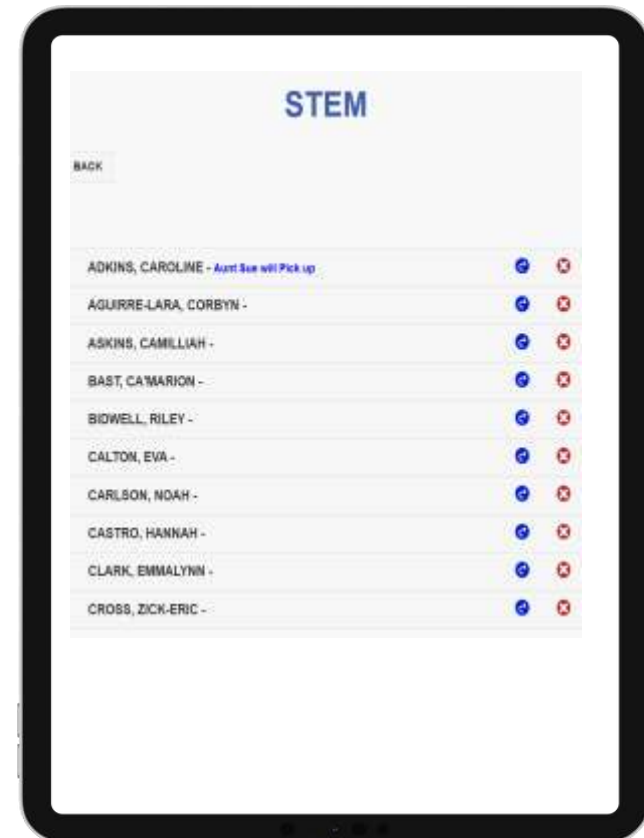 STEM
BACK
ADKINS, CAROLINE - Aunt Sue will Pick up
AGUIRRE-LARA, CORBYN -
ASKINS, CAMILLIAH -
BAST, CA'MARION -
BIDWELL, RILEY -
CALTON, EVA -
CARLSON, NOAH -
CASTRO, HANNAH -
CLARK, EMMALYNN -
CROSS, ZICK-ERIC -